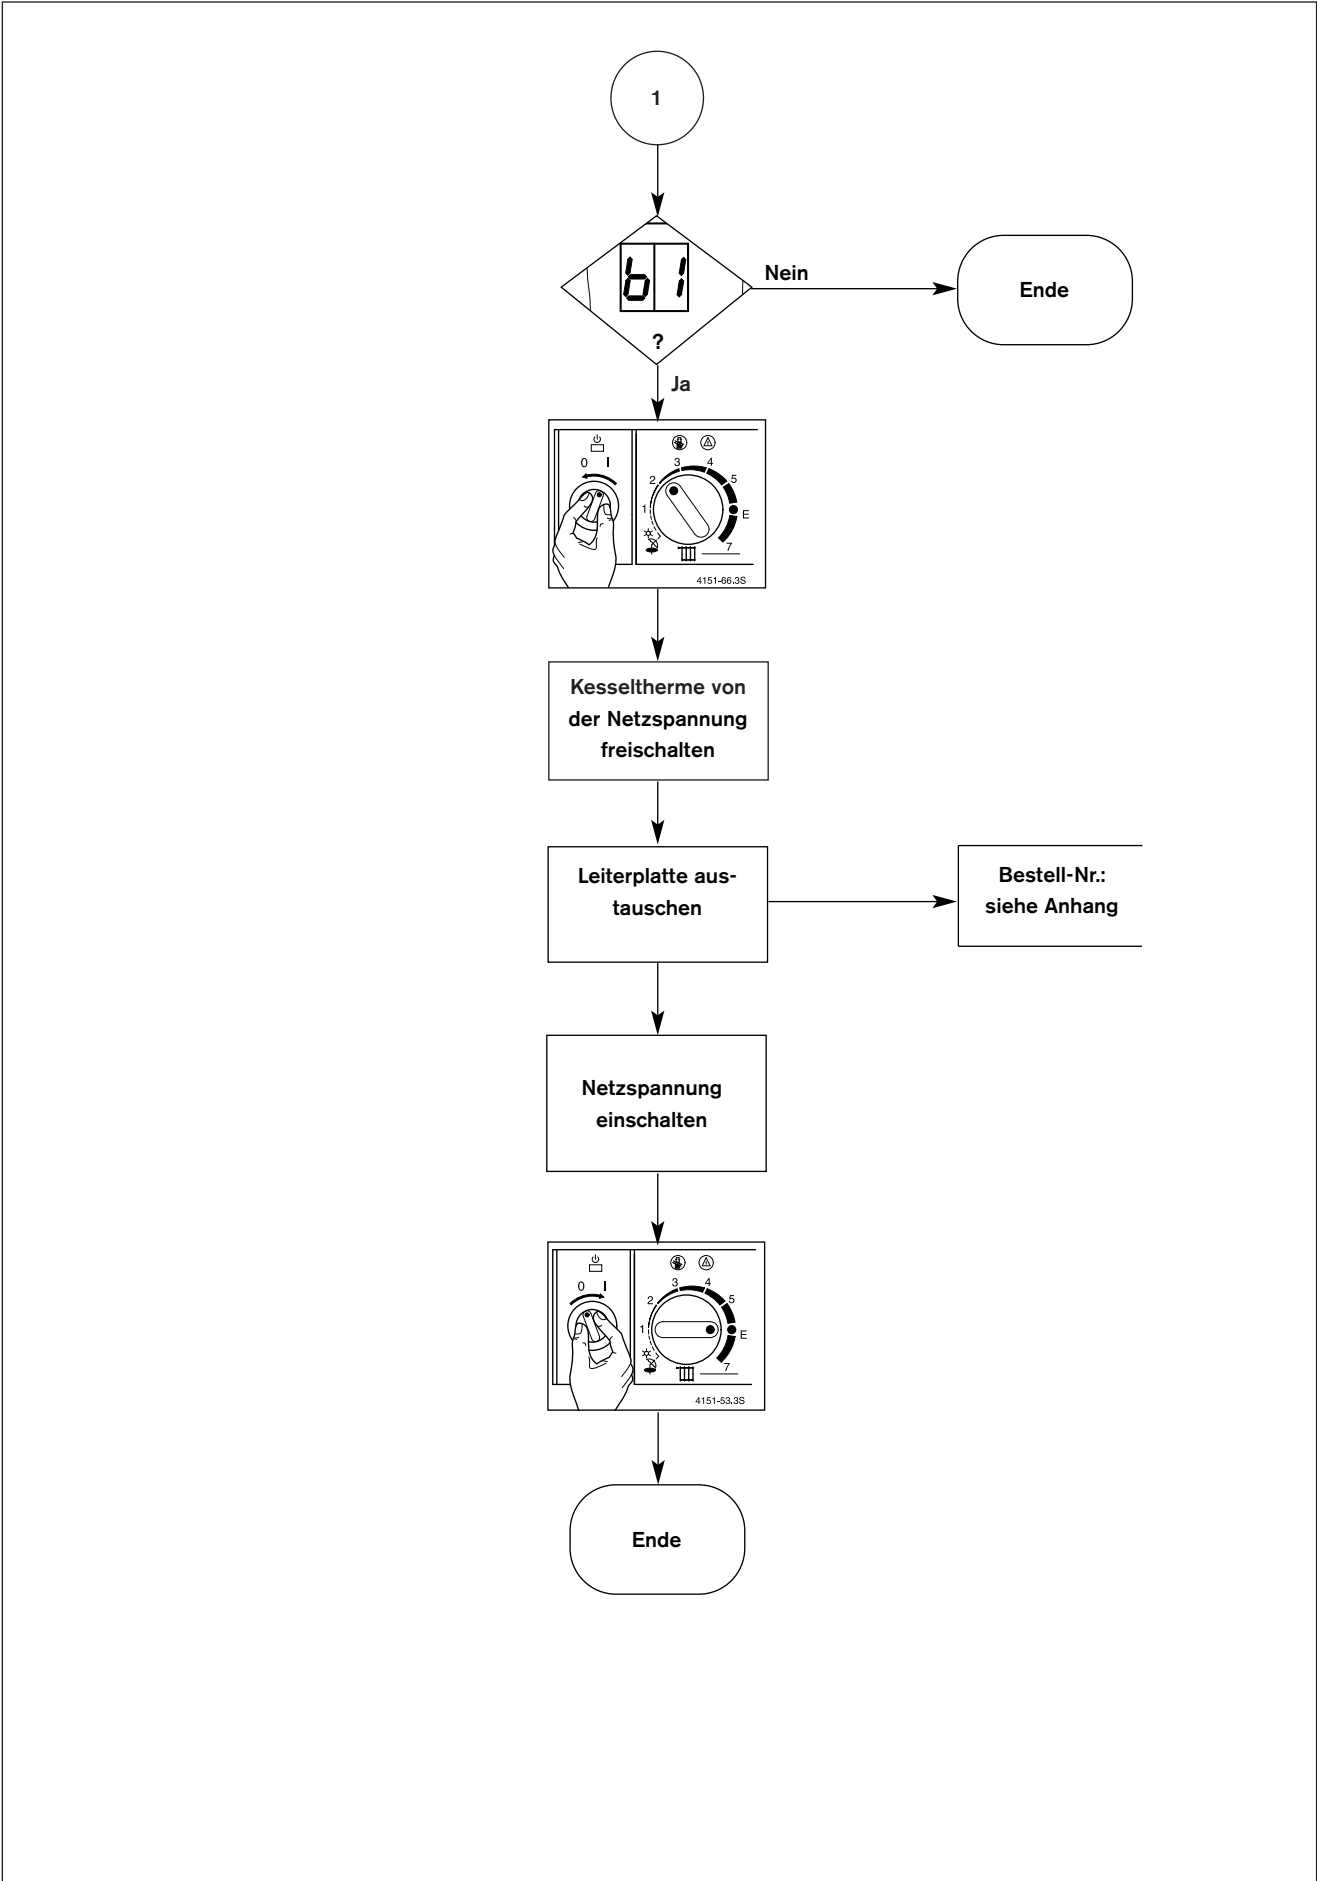 1
b1
Nein
Ende
?
Ja
0 I
3 4
2 5
1 E
7
4151-66.3S
Kesseltherme von
der Netzspannung
freischalten
Leiterplatte aus-
tauschen
Bestell-Nr.:
siehe Anhang
Netzspannung
einschalten
0 I
3 4
2 5
1 E
7
4151-53.3S
Ende